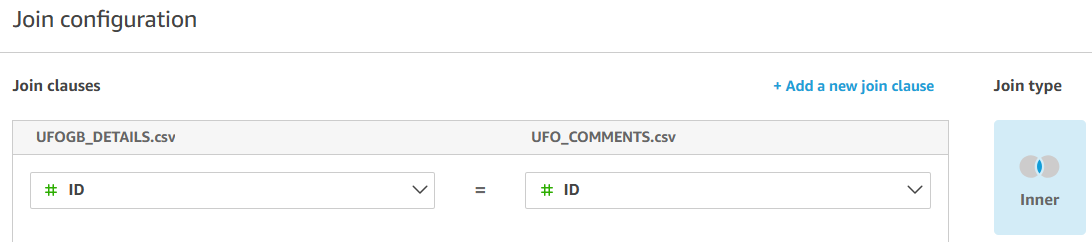 Join configuration
Join clauses
+ Add a new join clause
Join type
UFOGB_DETAILS.csv
UFO_COMMENTS.csv
# ID
=
# ID
Inner